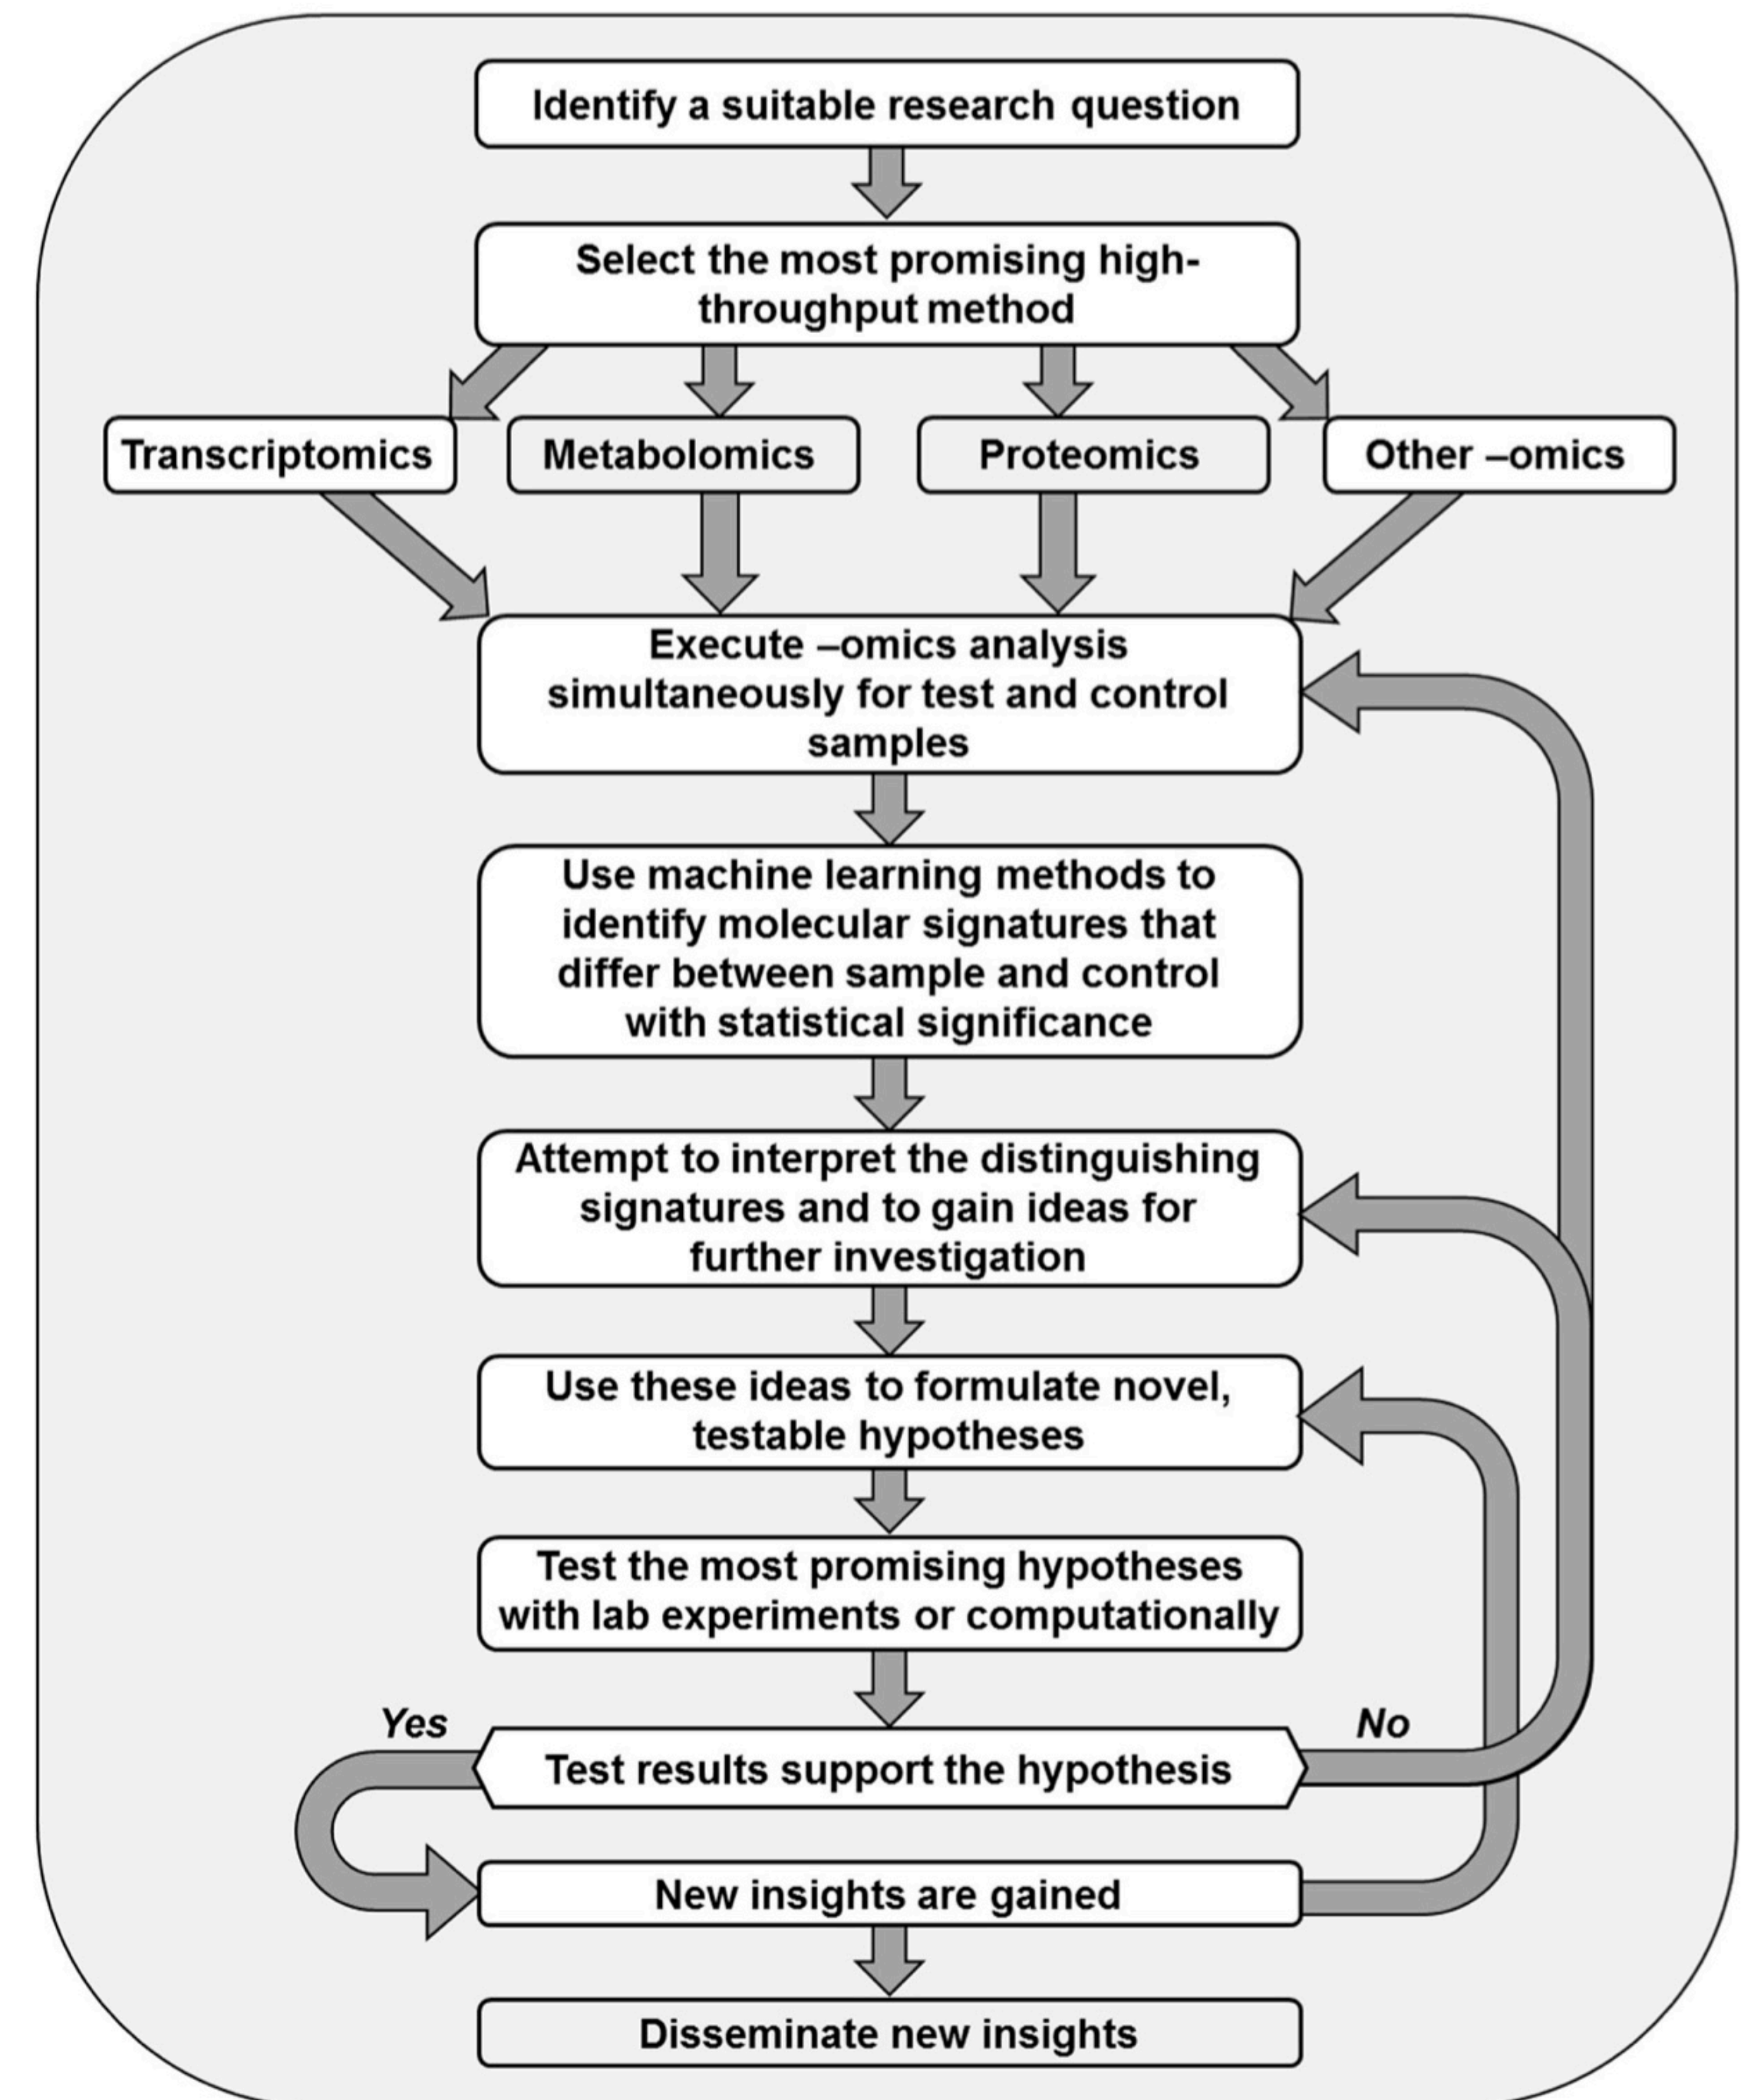 Identify a suitable research question
Select the most promising high-
throughput method
Transcriptomics
Metabolomics
Proteomics
Other –omics
Execute –omics analysis
simultaneously for test and control
samples
Use machine learning methods to
identify molecular signatures that
differ between sample and control
with statistical significance
Attempt to interpret the distinguishing
signatures and to gain ideas for
further investigation
Use these ideas to formulate novel,
testable hypotheses
Test the most promising hypotheses
with lab experiments or computationally
Yes
No
Test results support the hypothesis
New insights are gained
Disseminate new insights